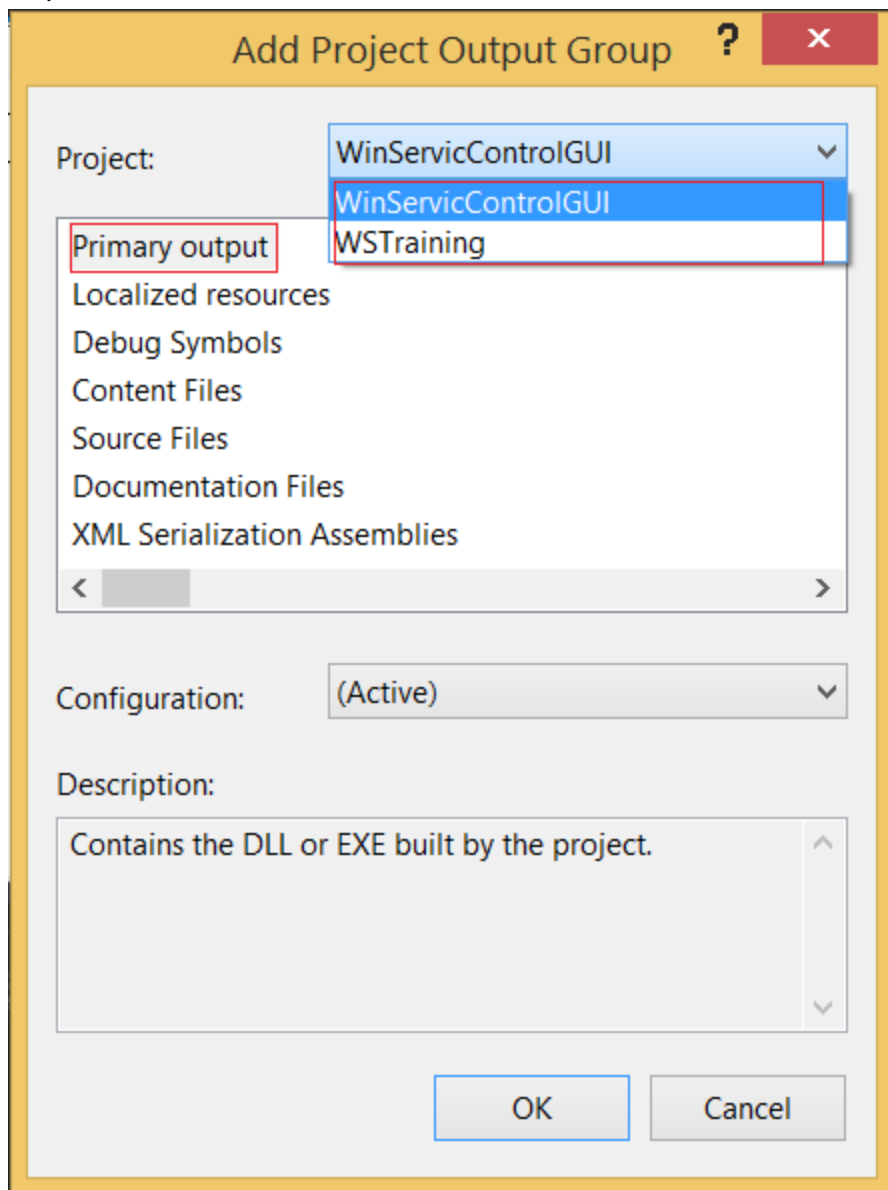 Add Project Output Group ?
Project: WinServicControlGUI
WinServicControlGUI
WSTraining
Primary output
Localized resources
Debug Symbols
Content Files
Source Files
Documentation Files
XML Serialization Assemblies
Configuration: (Active)
Description:
Contains the DLL or EXE built by the project.
OK Cancel